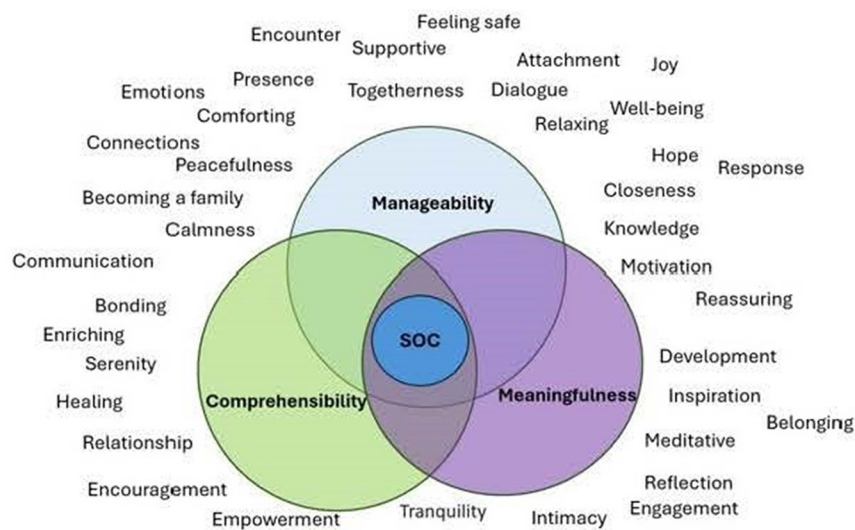 Feeling safe
Encounter
Supportive
Attachment
Joy
Presence
Emotions
Togetherness
Dialogue
Comforting
Well-being
Relaxing
Connections
Peacefulness
Hope
Response
Becoming a family
Manageability
Closeness
Calmness
Knowledge
Communication
Motivation
Bonding
Reassuring
Enriching
SOC
Serenity
Development
Healing
Comprehensibility
Meaningfulness
Inspiration
Belonging
Relationship
Meditative
Encouragement
Reflection
Empowerment
Tranquility
Intimacy
Engagement